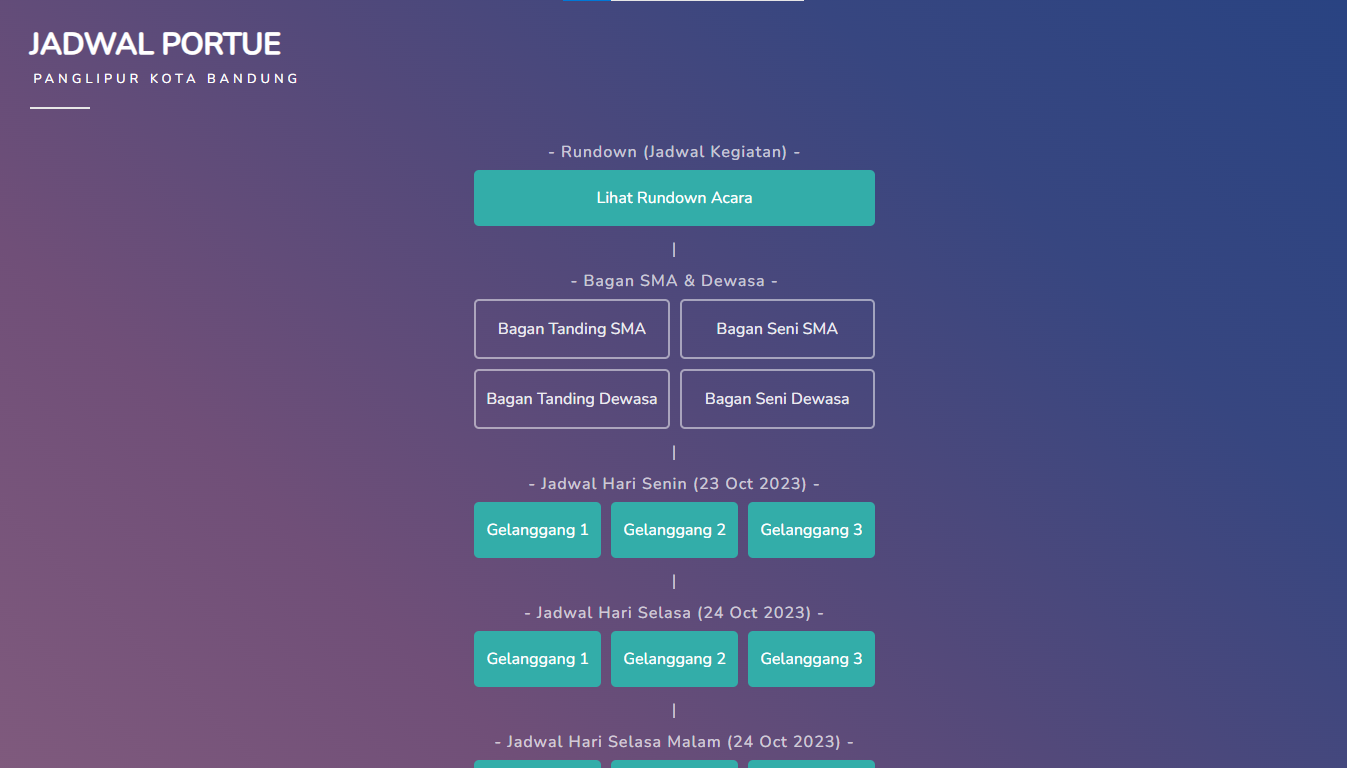 JADWAL PORTUE
PANGLIPUR KOTA BANDUNG
- Rundown (Jadwal Kegiatan) -
Lihat Rundown Acara
|
- Bagan SMA & Dewasa -
Bagan Tanding SMA
Bagan Seni SMA
Bagan Tanding Dewasa
Bagan Seni Dewasa
|
- Jadwal Hari Senin (23 Oct 2023) -
Gelanggang 1
Gelanggang 2
Gelanggang 3
|
- Jadwal Hari Selasa (24 Oct 2023) -
Gelanggang 1
Gelanggang 2
Gelanggang 3
|
- Jadwal Hari Selasa Malam (24 Oct 2023) -